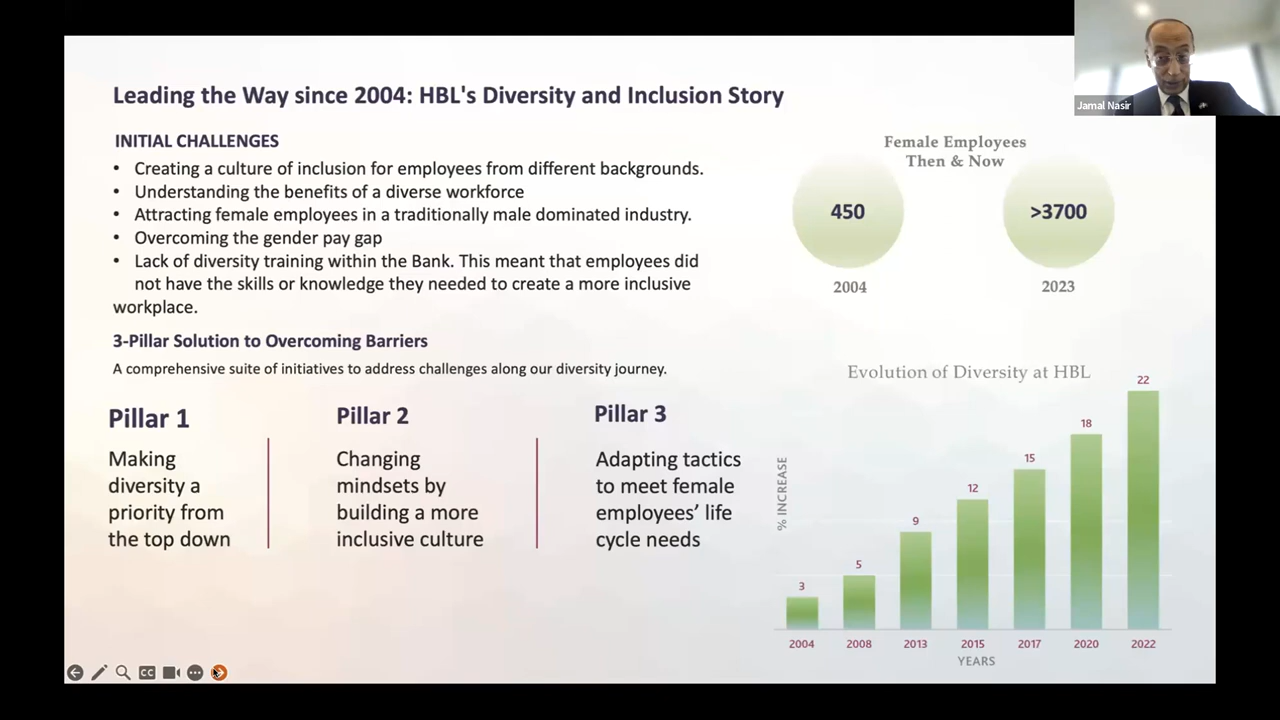 Leading the Way since 2004: HBL's Diversity and Inclusion Story
INITIAL CHALLENGES
• Creating a culture of inclusion for employees from different backgrounds.
• Understanding the benefits of a diverse workforce
• Attracting female employees in a traditionally male dominated industry.
• Overcoming the gender pay gap
• Lack of diversity training within the Bank. This meant that employees did
not have the skills or knowledge they needed to create a more inclusive
workplace.
3-Pillar Solution to Overcoming Barriers
A comprehensive suite of initiatives to address challenges along our diversity journey.
Pillar 1
Making
diversity a
priority from
the top down
Pillar 2
Changing
mindsets by
building a more
inclusive culture
Pillar 3
Adapting tactics
to meet female
employees’ life
cycle needs
Female Employees
Then & Now
450
>3700
2004
2023
Evolution of Diversity at HBL
% INCREASE
3
5
9
12
15
18
22
2004
2008
2013
2015
2017
2020
2022
YEARS
Jamal Nasir
CC